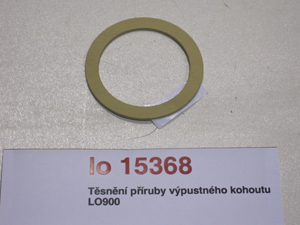 lo 15368
Těsnění příruby výpustného kohoutu
LO900